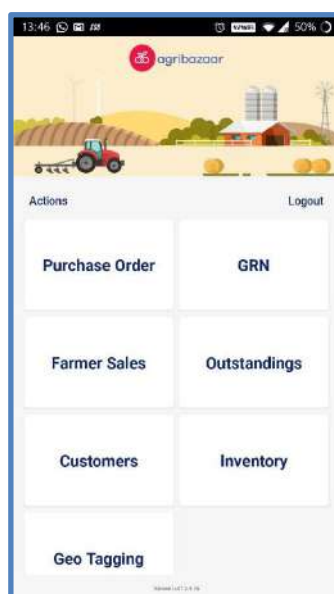 13:46
50%
agribazaar
Actions Logout
Purchase Order GRN
Farmer Sales Outstandings
Customers Inventory
Geo Tagging